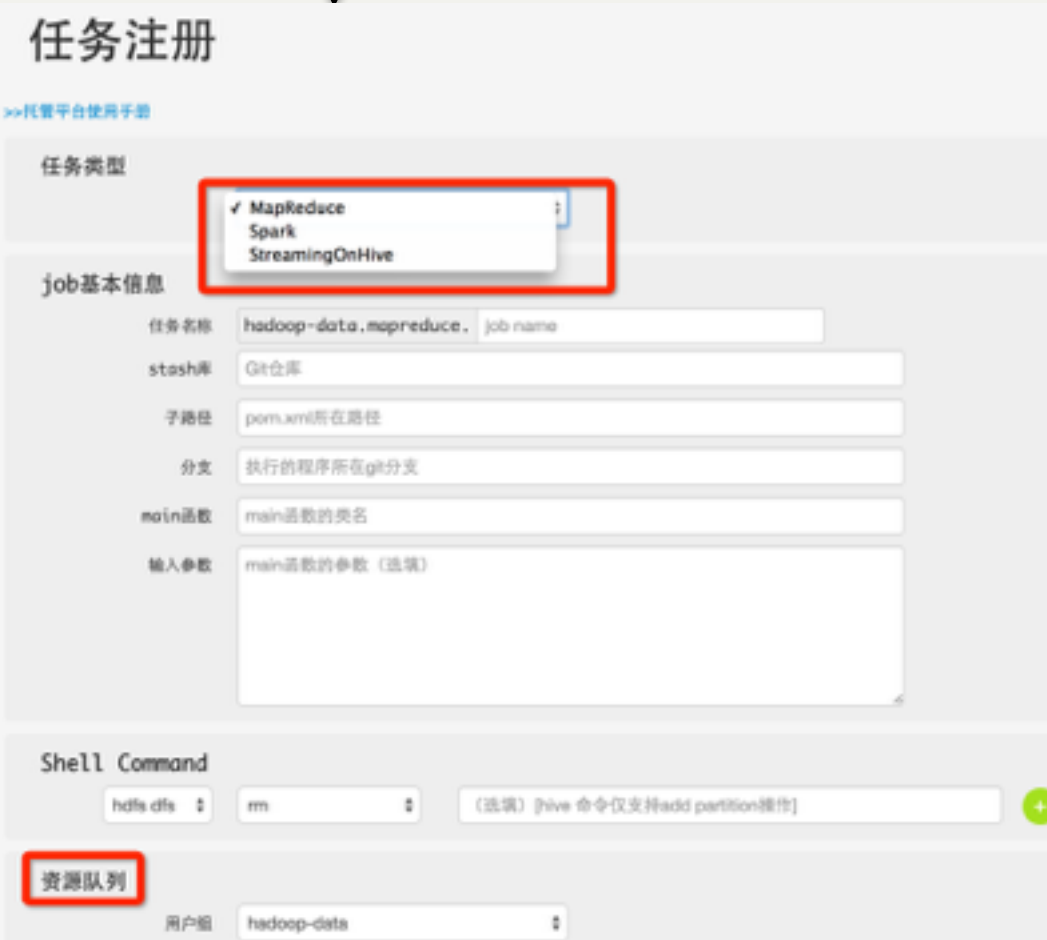 任务注册
>>托管平台使用手册
任务类型
✓ MapReduce
Spark
StreamingOnHive
job基本信息
任务名称 hadoop-data.mapreduce. job name
stash库 Git仓库
子路径 pom.xml所在路径
分支 执行的程序所在git分支
main函数 main函数的类名
输入参数 main函数的参数（选填）
Shell Command
hdfs dfs rm （选填）[hive 命令仅支持add partition操作]
资源队列
用户组 hadoop-data